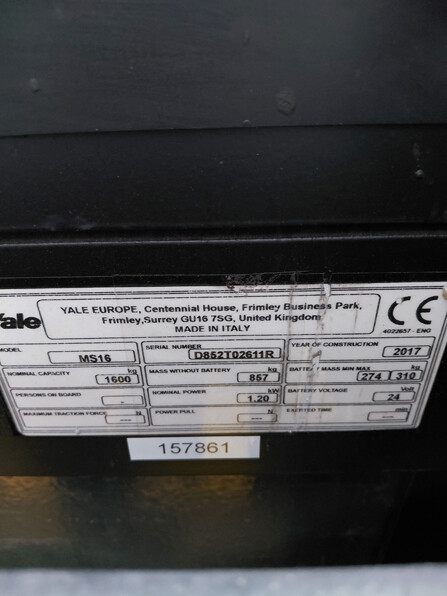 Yale
YALE EUROPE, Centennial House, Frimley Business Park,
Frimley,Surrey GU16 7SG, United Kingdom
MADE IN ITALY
CE
4022657 - ENG
MODEL MS16 SERIAL NUMBER D852T02611R YEAR OF CONSTRUCTION 2017
NOMINAL CAPACITY kg 1600 MASS WITHOUT BATTERY kg 857 BATTERY MASS MIN MAX kg 274 310
PERSONS ON BOARD - NOMINAL POWER kW 1,20 BATTERY VOLTAGE Volt 24
MAXIMUM TRACTION FORCE N --- POWER PULL N --- EXERTED TIME min ---
157861